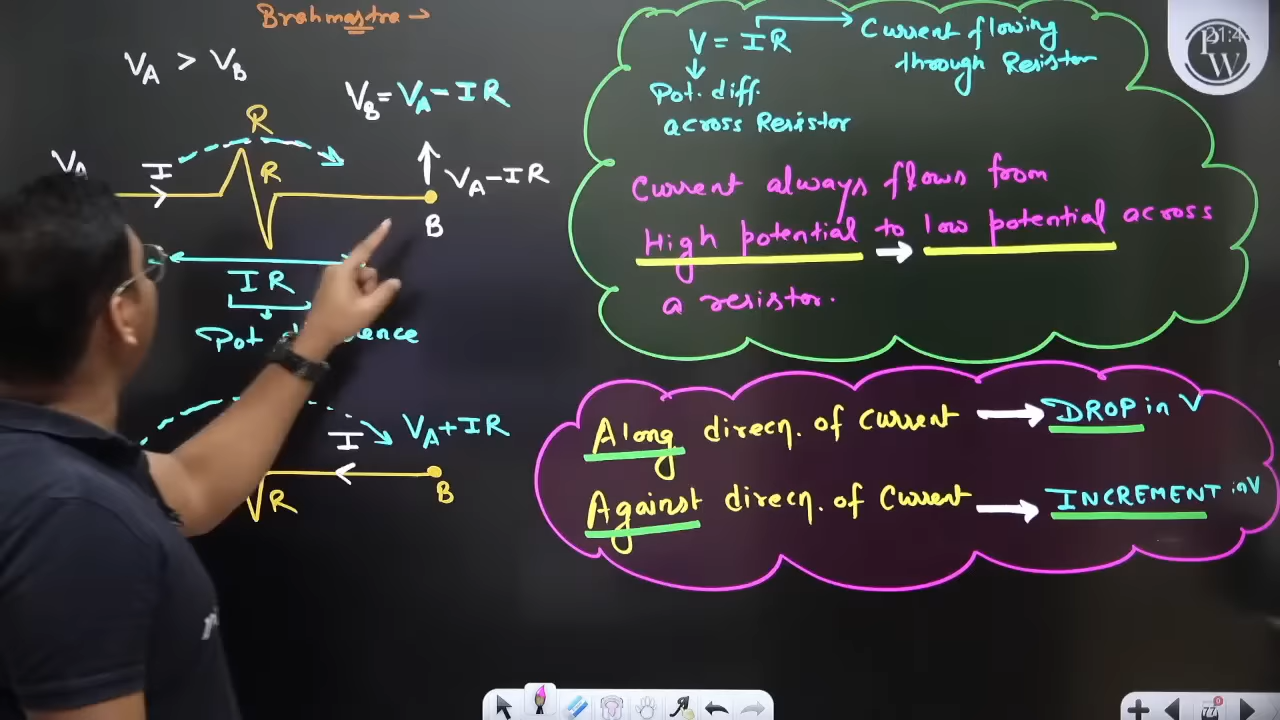 Brahmastra →
VA > VB
VB = VA - IR
R
VA
I
R
VA - IR
B
IR
Pot.
VA + IR
I
R
B
V = IR → Current flowing
through Resistor
Pot. diff.
across Resistor
Current always flows from
High potential → to low potential across
a resistor.
Along direcn. of current → DROP in V
Against direcn. of Current → INCREMENT in V
PW
77